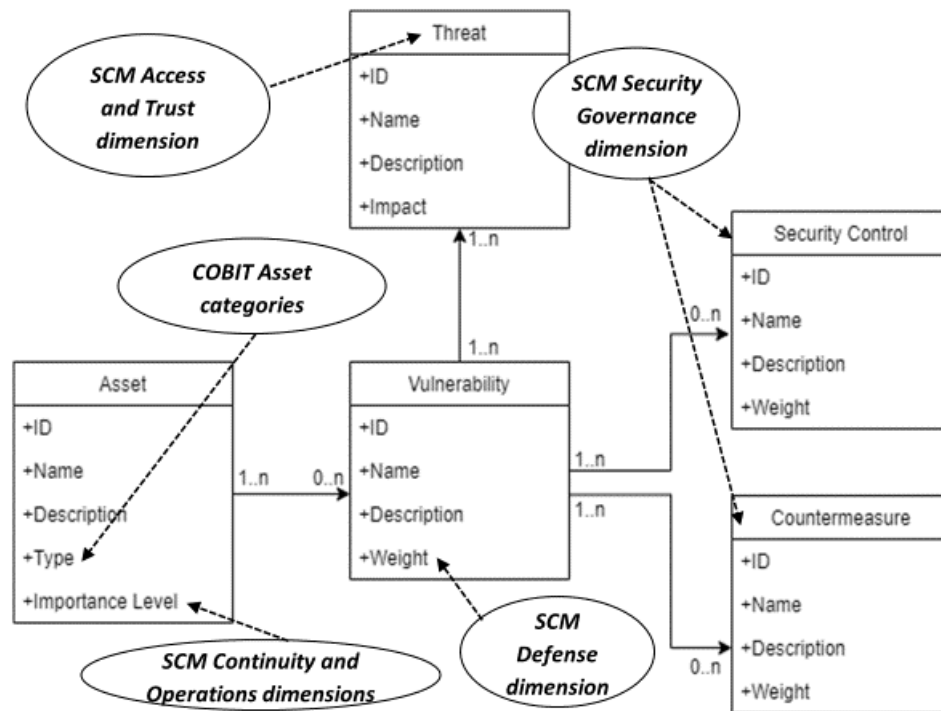 Threat
+ID
+Name
+Description
+Impact
SCM Access
and Trust
dimension
SCM Security
Governance
dimension
1..n
1..n
COBIT Asset
categories
Security Control
+ID
+Name
+Description
+Weight
0..n
1..n
Asset
+ID
+Name
+Description
+Type
+Importance Level
1..n
0..n
Vulnerability
+ID
+Name
+Description
+Weight
1..n
0..n
Countermeasure
+ID
+Name
+Description
+Weight
SCM Continuity and
Operations dimensions
SCM
Defense
dimension